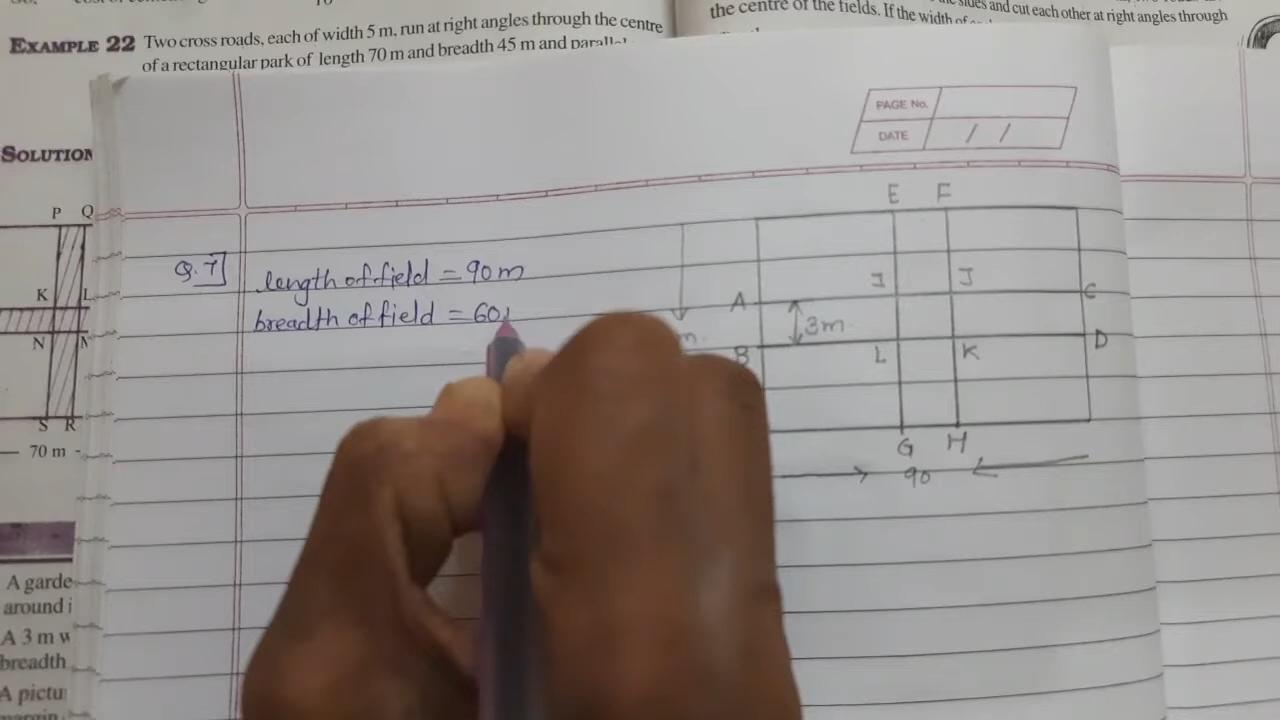 EXAMPLE 22 Two cross roads, each of width 5 m, run at right angles through the centre
of a rectangular park of length 70 m and breadth 45 m and
the centre of the fields. If the width of
sides and cut each other at right angles through
PAGE No.
DATE / /
SOLUTION
P Q
K L
N M
S R
70 m
A garde
around i
A 3 m w
breadth
A pictu
Q.7]
length of field = 90m
breadth of field = 60
E F
I J
A C
3m
B L K D
G H
90